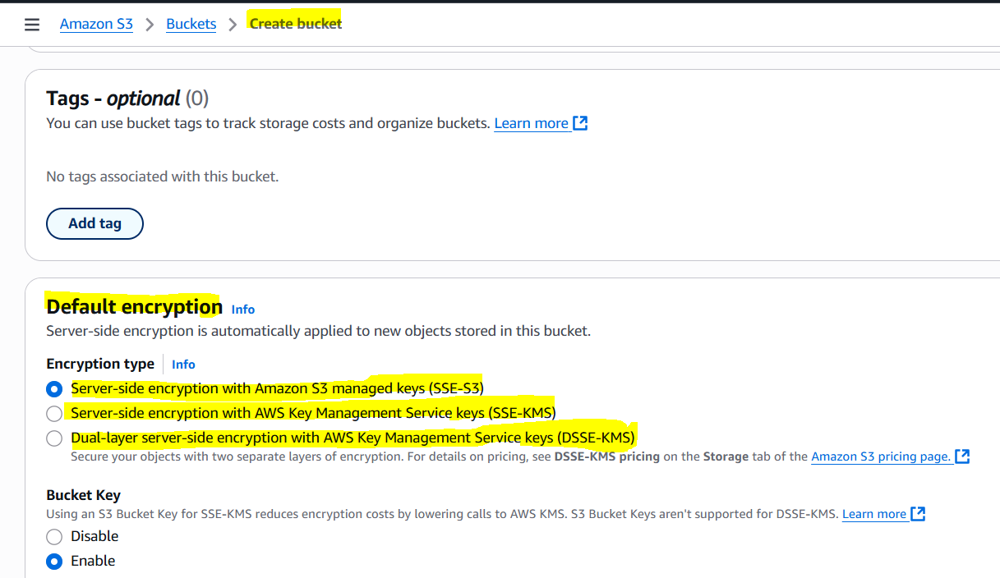 Amazon S3 > Buckets > Create bucket
Tags - optional (0)
You can use bucket tags to track storage costs and organize buckets. Learn more
No tags associated with this bucket.
Add tag
Default encryption Info
Server-side encryption is automatically applied to new objects stored in this bucket.
Encryption type Info
Server-side encryption with Amazon S3 managed keys (SSE-S3)
Server-side encryption with AWS Key Management Service keys (SSE-KMS)
Dual-layer server-side encryption with AWS Key Management Service keys (DSSE-KMS)
Secure your objects with two separate layers of encryption. For details on pricing, see DSSE-KMS pricing on the Storage tab of the Amazon S3 pricing page.
Bucket Key
Using an S3 Bucket Key for SSE-KMS reduces encryption costs by lowering calls to AWS KMS. S3 Bucket Keys aren't supported for DSSE-KMS. Learn more
Disable
Enable